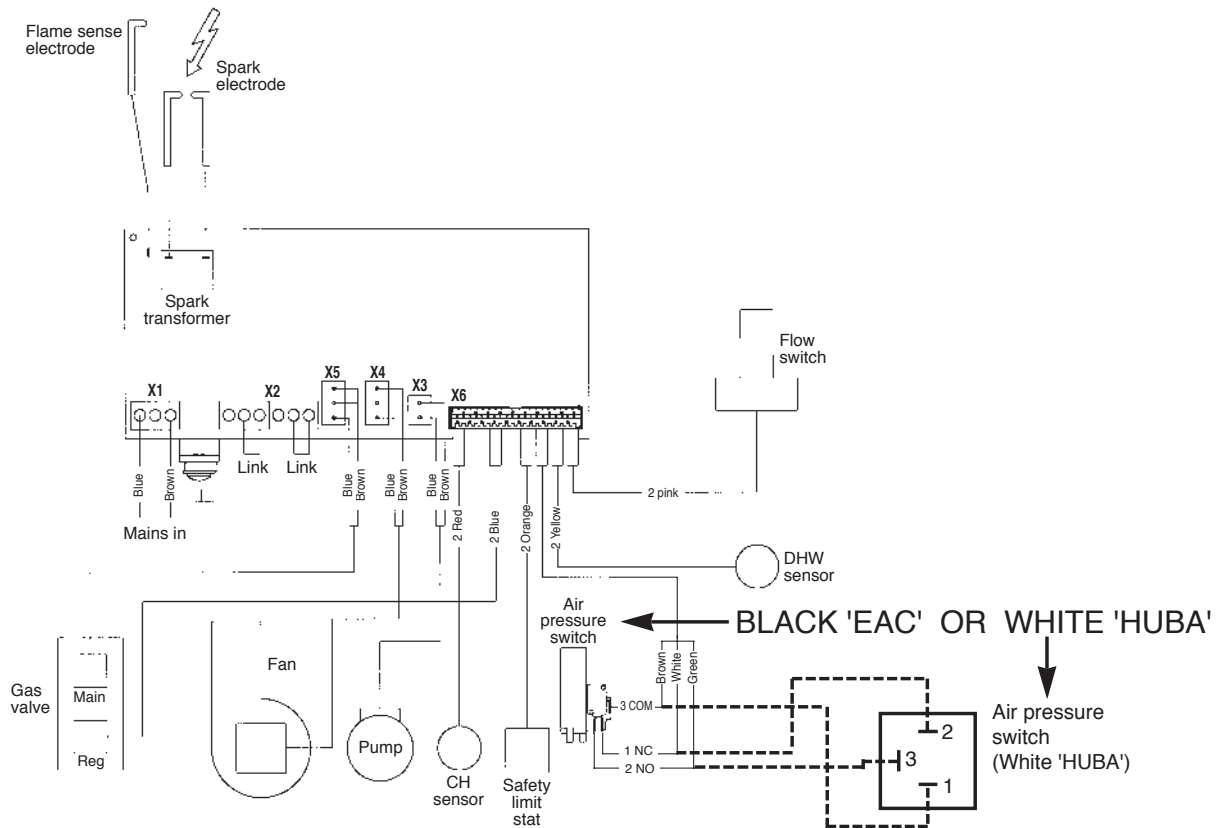 Flame sense
electrode
Spark
electrode
Spark
transformer
Flow
switch
X1
X2
X5
X4
X3
X6
Link
Link
Blue
Brown
Mains in
Blue
Brown
Blue
Brown
Blue
Brown
2 Red
2 Blue
2 Orange
2 Yellow
2 pink
DHW
sensor
Air
pressure
switch
BLACK 'EAC' OR WHITE 'HUBA'
Brown
White
Green
3 COM
1 NC
2 NO
Gas
valve
Main
Reg
Fan
Pump
CH
sensor
Safety
limit
stat
2
3
1
Air pressure
switch
(White 'HUBA')